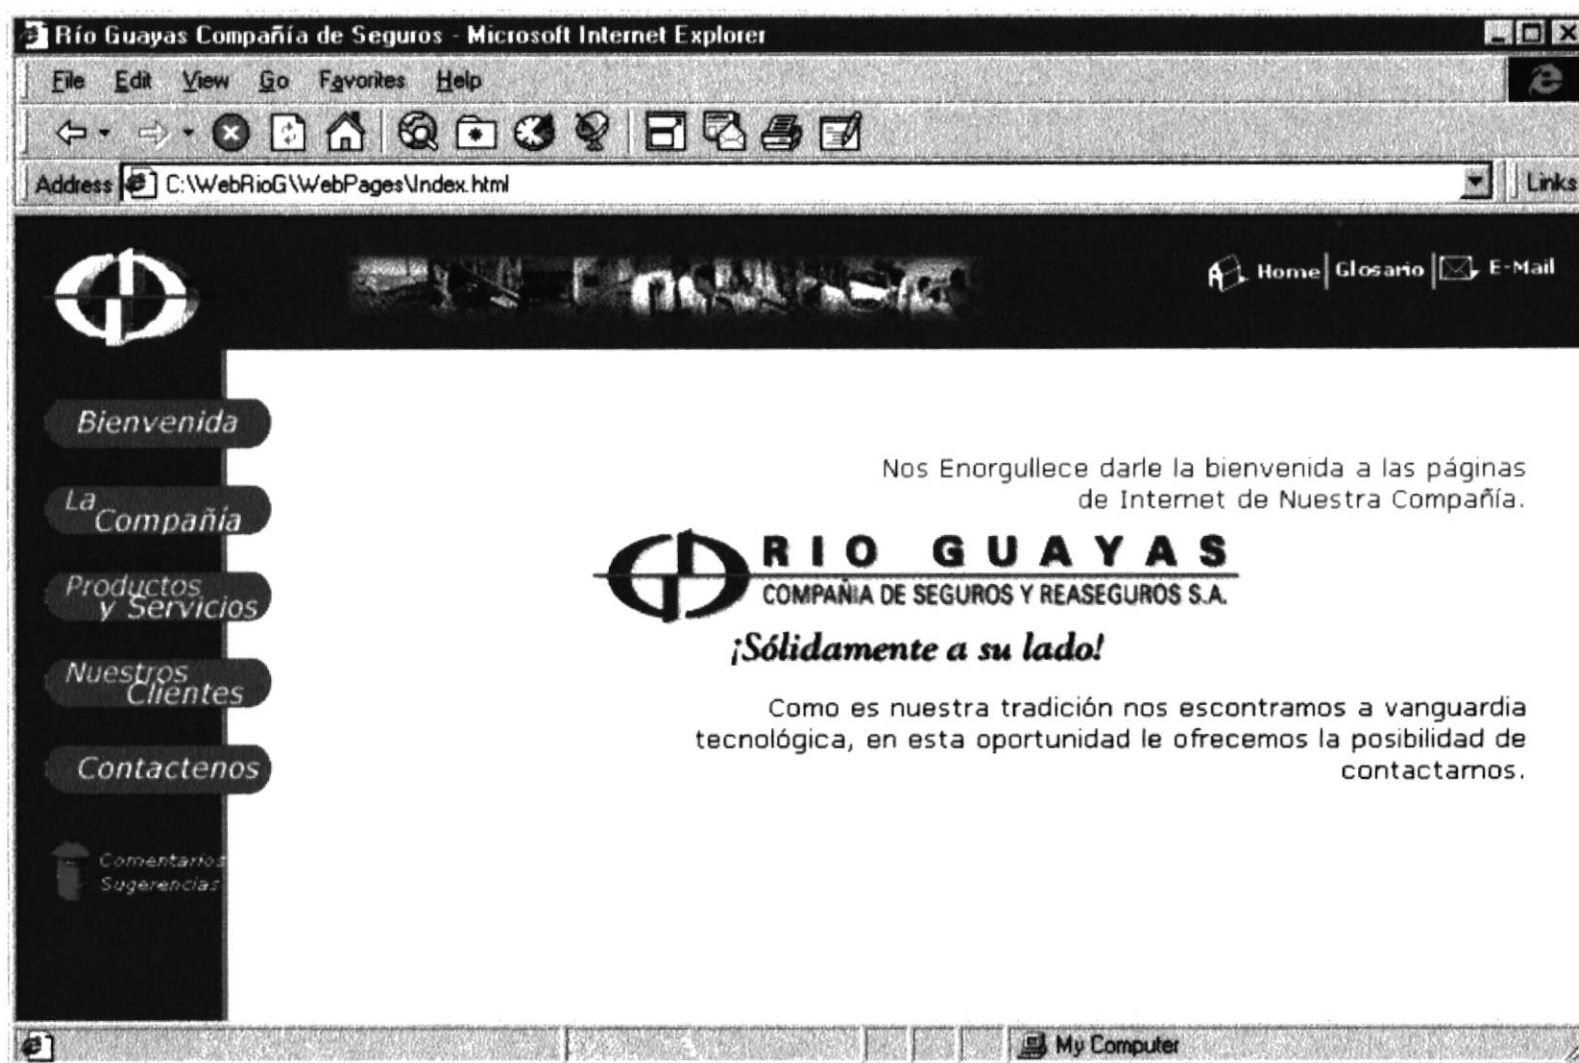 Río Guayas Compañía de Seguros - Microsoft Internet Explorer
File Edit View Go Favorites Help
Address C:\WebRioG\WebPages\Index.html Links
Home Glosario E-Mail
Bienvenida
La
Compañía
Productos
y Servicios
Nuestros
Clientes
Contactenos
Comentarios
Sugerencias
Nos Enorgullece darle la bienvenida a las páginas
de Internet de Nuestra Compañía.
RIO GUAYAS
COMPAÑIA DE SEGUROS Y REASEGUROS S.A.
¡Sólidamente a su lado!
Como es nuestra tradición nos escontramos a vanguardia
tecnológica, en esta oportunidad le ofrecemos la posibilidad de
contactarnos.
My Computer